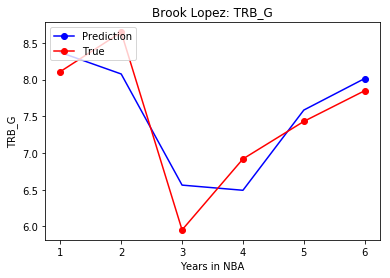 Brook Lopez: TRB_G
Prediction
True
8.5
8.0
7.5
7.0
6.5
6.0
TRB_G
1 2 3 4 5 6
Years in NBA